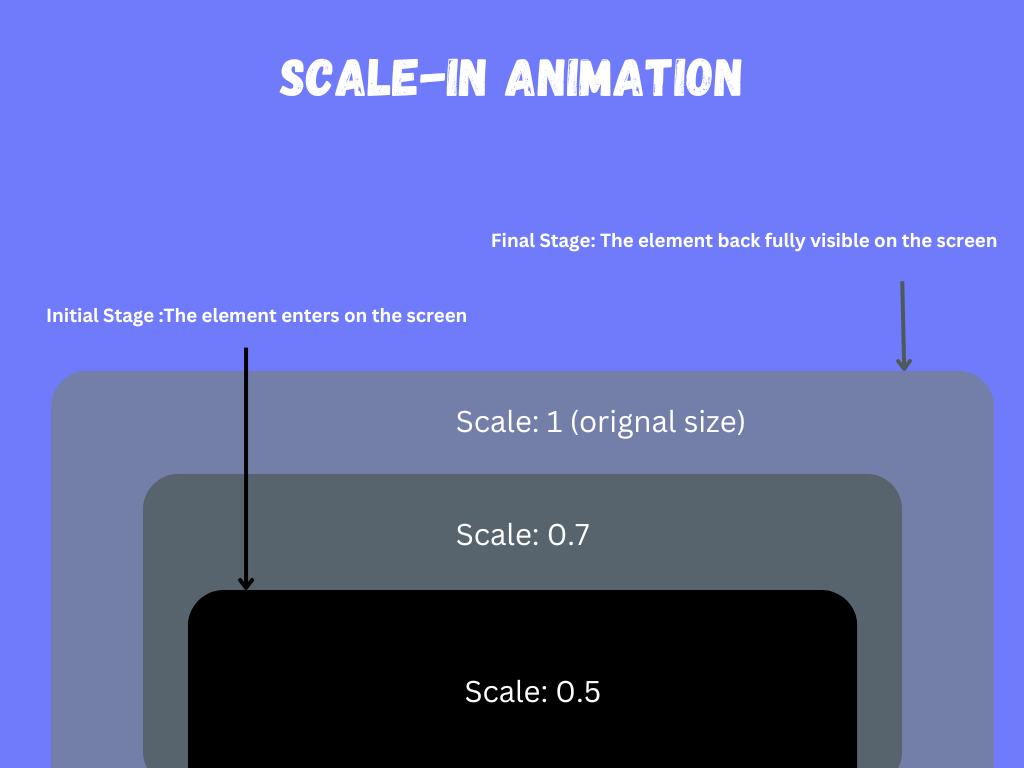 SCALE-IN ANIMATION
Final Stage: The element back fully visible on the screen
Initial Stage :The element enters on the screen
Scale: 1 (orignal size)
Scale: 0.7
Scale: 0.5